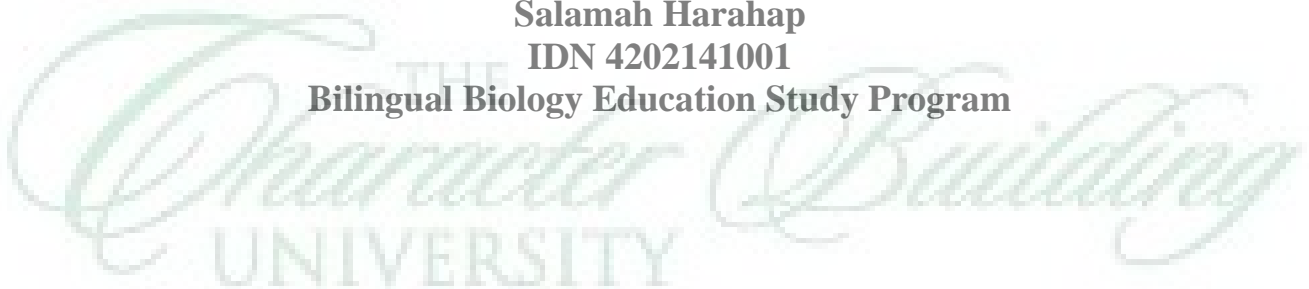 Salamah Harahap
IDN 4202141001
Bilingual Biology Education Study Program
THE
Character Building
UNIVERSITY